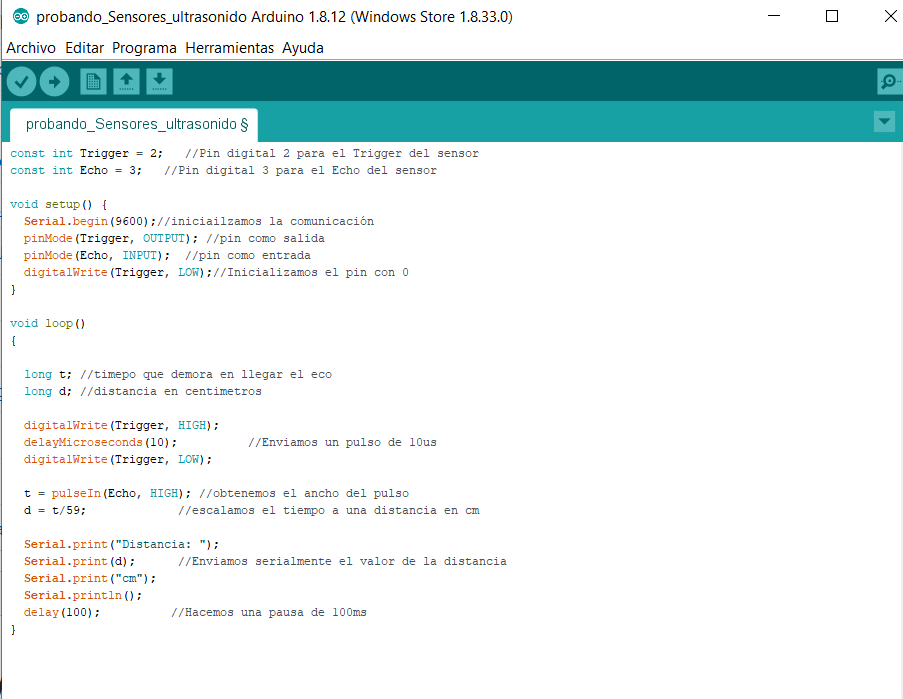 probando_Sensores_ultrasonido Arduino 1.8.12 (Windows Store 1.8.33.0)
Archivo Editar Programa Herramientas Ayuda
probando_Sensores_ultrasonido §
const int Trigger = 2;   //Pin digital 2 para el Trigger del sensor
const int Echo = 3;   //Pin digital 3 para el Echo del sensor
void setup() {
  Serial.begin(9600);//iniciailzamos la comunicación
  pinMode(Trigger, OUTPUT); //pin como salida
  pinMode(Echo, INPUT);  //pin como entrada
  digitalWrite(Trigger, LOW);//Inicializamos el pin con 0
}
void loop()
{
  long t; //timepo que demora en llegar el eco
  long d; //distancia en centimetros
  digitalWrite(Trigger, HIGH);
  delayMicroseconds(10);          //Enviamos un pulso de 10us
  digitalWrite(Trigger, LOW);
  t = pulseIn(Echo, HIGH); //obtenemos el ancho del pulso
  d = t/59;             //escalamos el tiempo a una distancia en cm
  Serial.print("Distancia: ");
  Serial.print(d);      //Enviamos serialmente el valor de la distancia
  Serial.print("cm");
  Serial.println();
  delay(100);          //Hacemos una pausa de 100ms
}